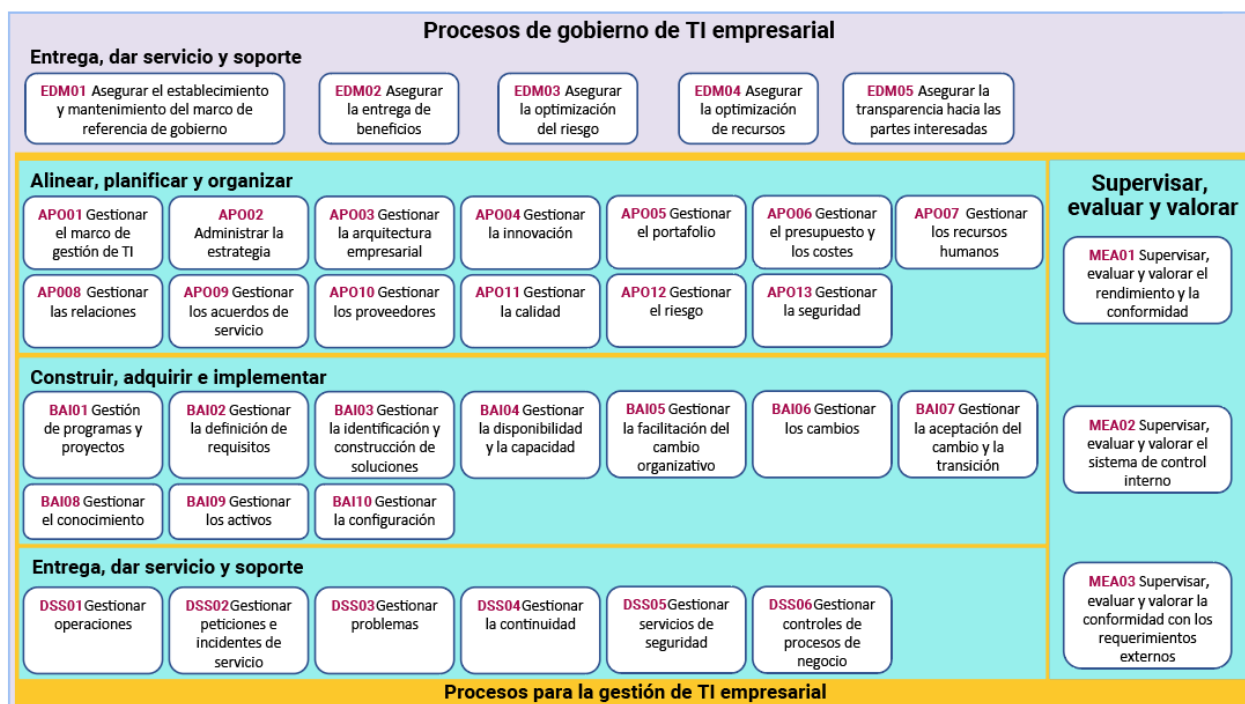 Procesos de gobierno de TI empresarial
Entrega, dar servicio y soporte
EDM01 Asegurar el establecimiento
y mantenimiento del marco de
referencia de gobierno
EDM02 Asegurar
la entrega de
beneficios
EDM03 Asegurar
la optimización
del riesgo
EDM04 Asegurar
la optimización
de recursos
EDM05 Asegurar la
transparencia hacia las
partes interesadas
Alinear, planificar y organizar
APO01 Gestionar
el marco de
gestión de TI
APO02
Administrar la
estrategia
APO03 Gestionar
la arquitectura
empresarial
APO04 Gestionar
la innovación
APO05 Gestionar
el portafolio
APO06 Gestionar
el presupuesto y
los costes
APO07 Gestionar
los recursos
humanos
APO08 Gestionar
las relaciones
APO09 Gestionar
los acuerdos de
servicio
APO10 Gestionar
los proveedores
APO11 Gestionar
la calidad
APO12 Gestionar
el riesgo
APO13 Gestionar
la seguridad
Construir, adquirir e implementar
BAI01 Gestión
de programas y
proyectos
BAI02 Gestionar
la definición de
requisitos
BAI03 Gestionar
la identificación y
construcción de
soluciones
BAI04 Gestionar
la disponibilidad
y la capacidad
BAI05 Gestionar
la facilitación del
cambio
organizativo
BAI06 Gestionar
los cambios
BAI07 Gestionar
la aceptación del
cambio y la
transición
BAI08 Gestionar
el conocimiento
BAI09 Gestionar
los activos
BAI10 Gestionar
la configuración
Entrega, dar servicio y soporte
DSS01 Gestionar
operaciones
DSS02Gestionar
peticiones e
incidentes de
servicio
DSS03Gestionar
problemas
DSS04Gestionar
la continuidad
DSS05Gestionar
servicios de
seguridad
DSS06Gestionar
controles de
procesos de
negocio
Supervisar,
evaluar y valorar
MEA01 Supervisar,
evaluar y valorar el
rendimiento y la
conformidad
MEA02 Supervisar,
evaluar y valorar el
sistema de control
interno
MEA03 Supervisar,
evaluar y valorar la
conformidad con los
requerimientos
externos
Procesos para la gestión de TI empresarial